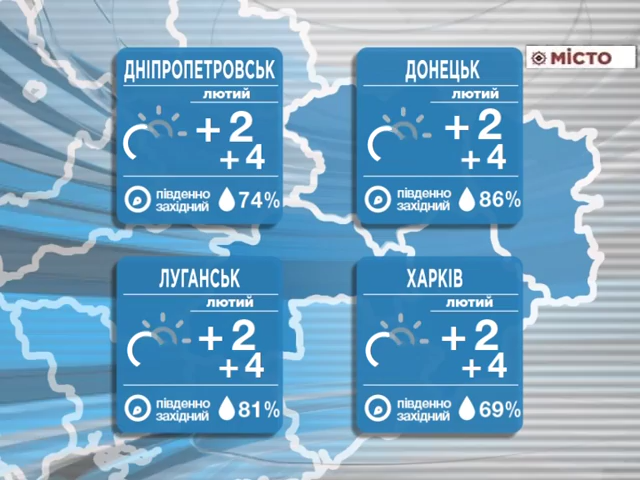 МІСТО
ДНІПРОПЕТРОВСЬК
лютий
+2
+4
південно
західний
74%
ДОНЕЦЬК
лютий
+2
+4
південно
західний
86%
ЛУГАНСЬК
лютий
+2
+4
південно
західний
81%
ХАРКІВ
лютий
+2
+4
південно
західний
69%